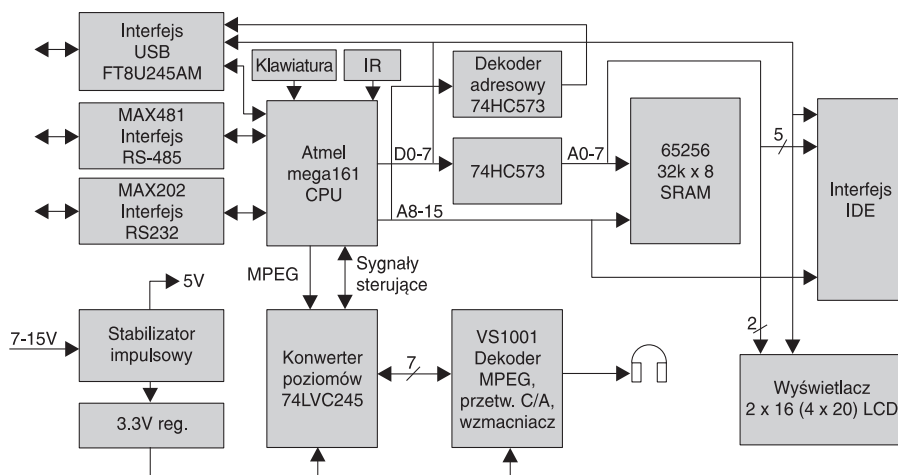 Interfejs
USB
FT8U245AM
Klawiatura
IR
Dekoder
adresowy
74HC573
MAX481
Interfejs
RS-485
Atmel
mega161
CPU
D0-7
74HC573
A0-7
65256
32k x 8
SRAM
5
Interfejs
IDE
MAX202
Interfejs
RS232
A8-15
MPEG
Sygnały
sterujące
5V
7-15V
Stabilizator
impulsowy
3.3V reg.
Konwerter
poziomów
74LVC245
7
VS1001
Dekoder
MPEG,
przetw. C/A,
wzmacniacz
2
Wyświetlacz
2 x 16 (4 x 20) LCD